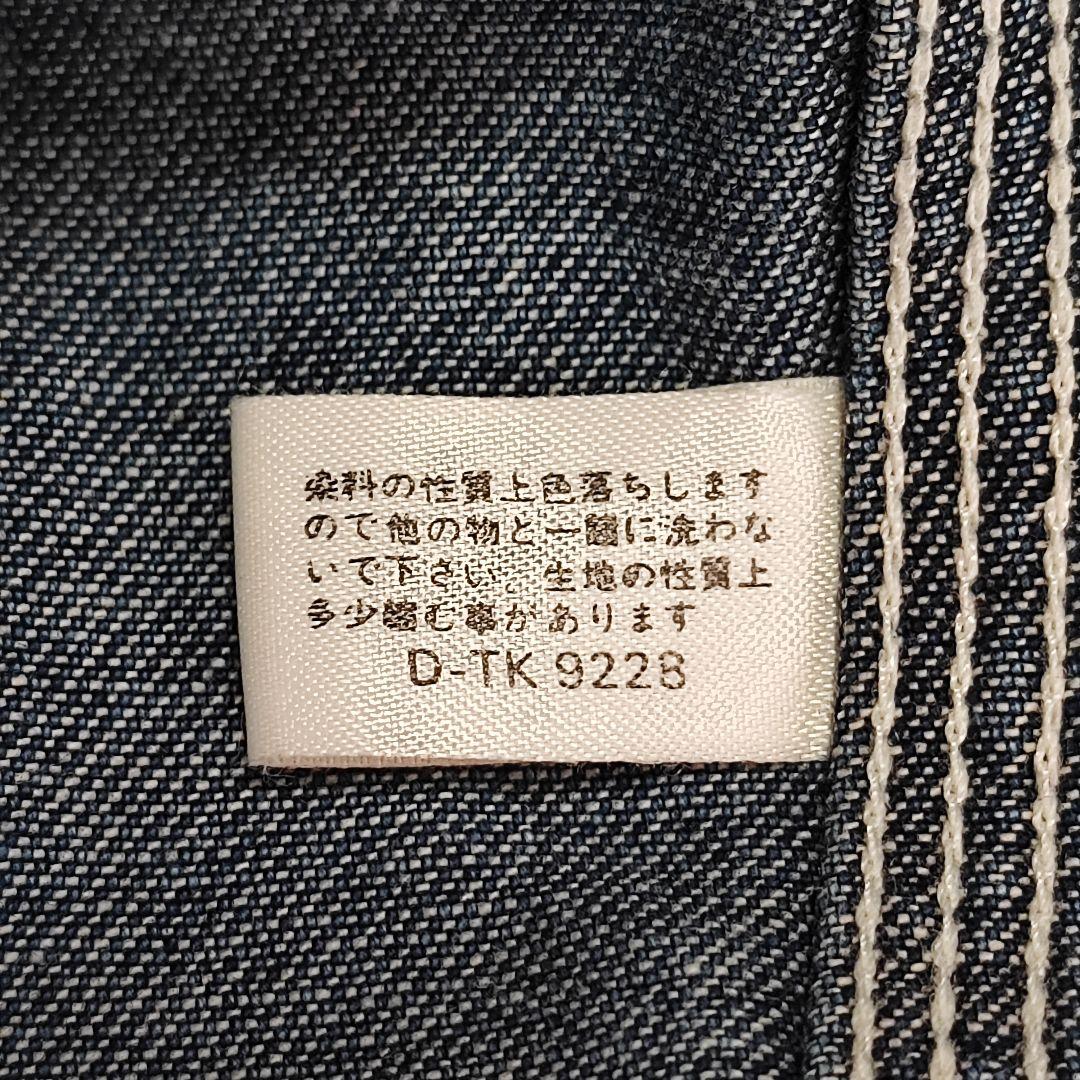 染料の性質上色落ちします
ので他の物と一緒に洗わな
いで下さい。生地の性質上
多少縮む事があります
D-TK 9228